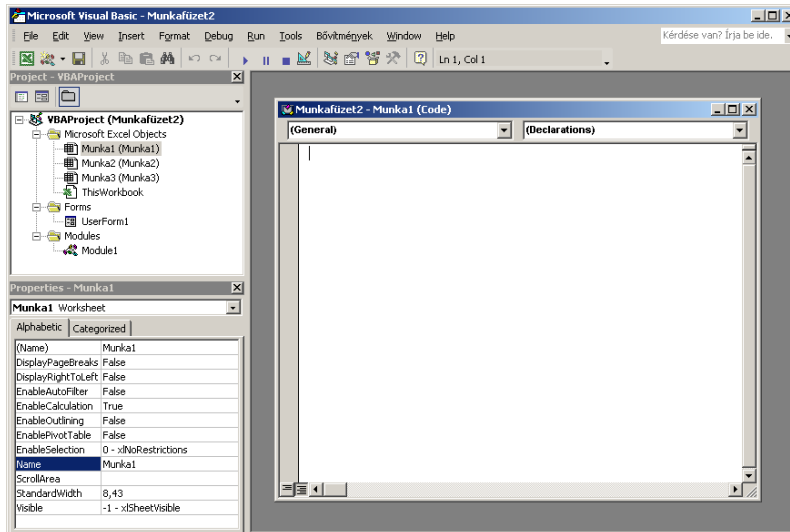 Microsoft Visual Basic - Munkafüzet2
File Edit View Insert Format Debug Run Tools Bővítmények Window Help Kérdése van? Írja be ide.
Ln 1, Col 1
Project - VBAProject
VBAProject (Munkafüzet2)
Microsoft Excel Objects
Munka1 (Munka1)
Munka2 (Munka2)
Munka3 (Munka3)
ThisWorkbook
Forms
UserForm1
Modules
Module1
Properties - Munka1
Munka1 Worksheet
Alphabetic Categorized
(Name) Munka1
DisplayPageBreaks False
DisplayRightToLeft False
EnableAutoFilter False
EnableCalculation True
EnableOutlining False
EnablePivotTable False
EnableSelection 0 - xlNoRestrictions
Name Munka1
ScrollArea
StandardWidth 8,43
Visible -1 - xlSheetVisible
Munkafüzet2 - Munka1 (Code)
(General) (Declarations)